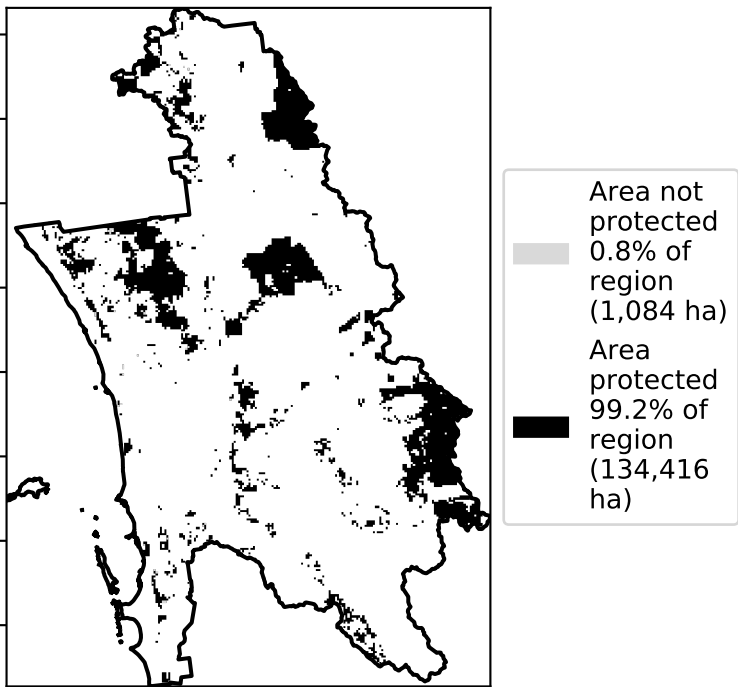 Area not
protected
0.8% of
region
(1,084 ha)
Area
protected
99.2% of
region
(134,416
ha)